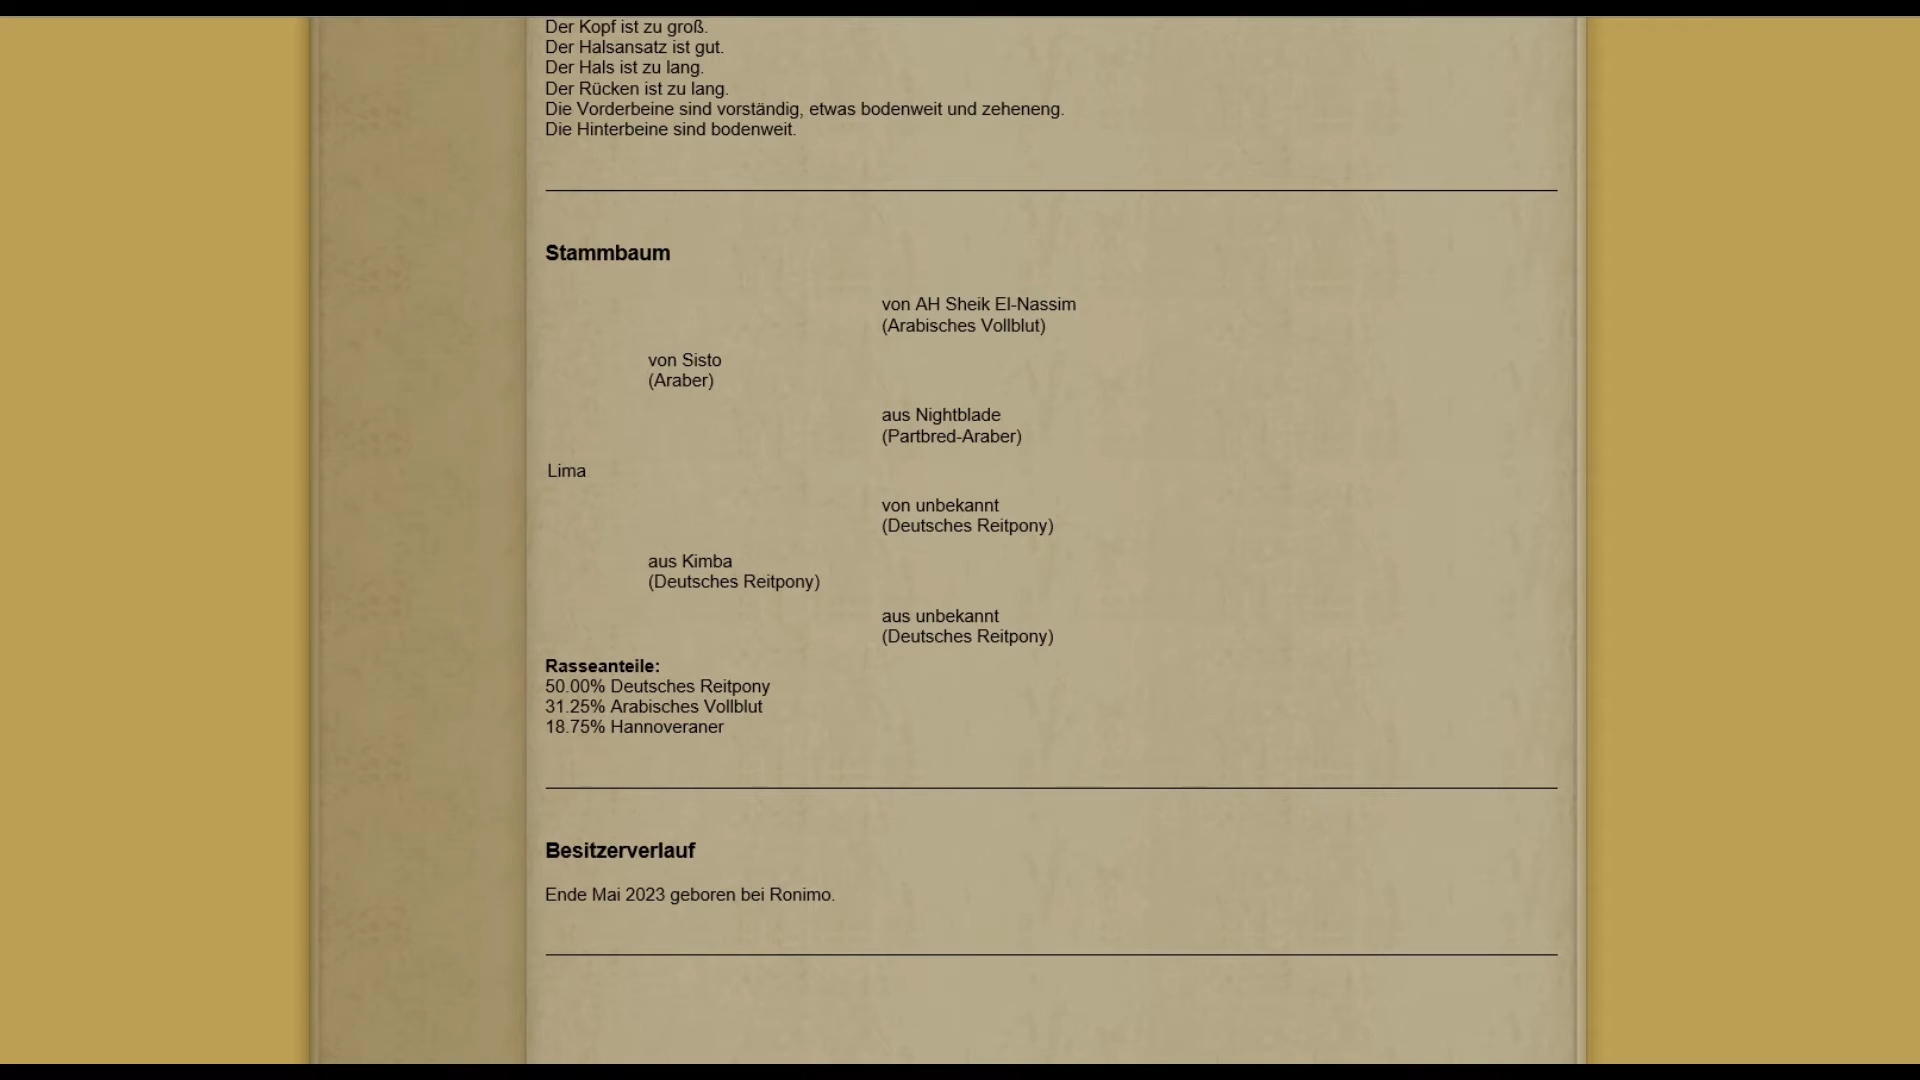 Der Kopf ist zu groß.
Der Halsansatz ist gut.
Der Hals ist zu lang.
Der Rücken ist zu lang.
Die Vorderbeine sind vorständig, etwas bodenweit und zeheneng.
Die Hinterbeine sind bodenweit.
Stammbaum
von AH Sheik El-Nassim
(Arabisches Vollblut)
von Sisto
(Araber)
aus Nightblade
(Partbred-Araber)
Lima
von unbekannt
(Deutsches Reitpony)
aus Kimba
(Deutsches Reitpony)
aus unbekannt
(Deutsches Reitpony)
Rasseanteile:
50.00% Deutsches Reitpony
31.25% Arabisches Vollblut
18.75% Hannoveraner
Besitzerverlauf
Ende Mai 2023 geboren bei Ronimo.